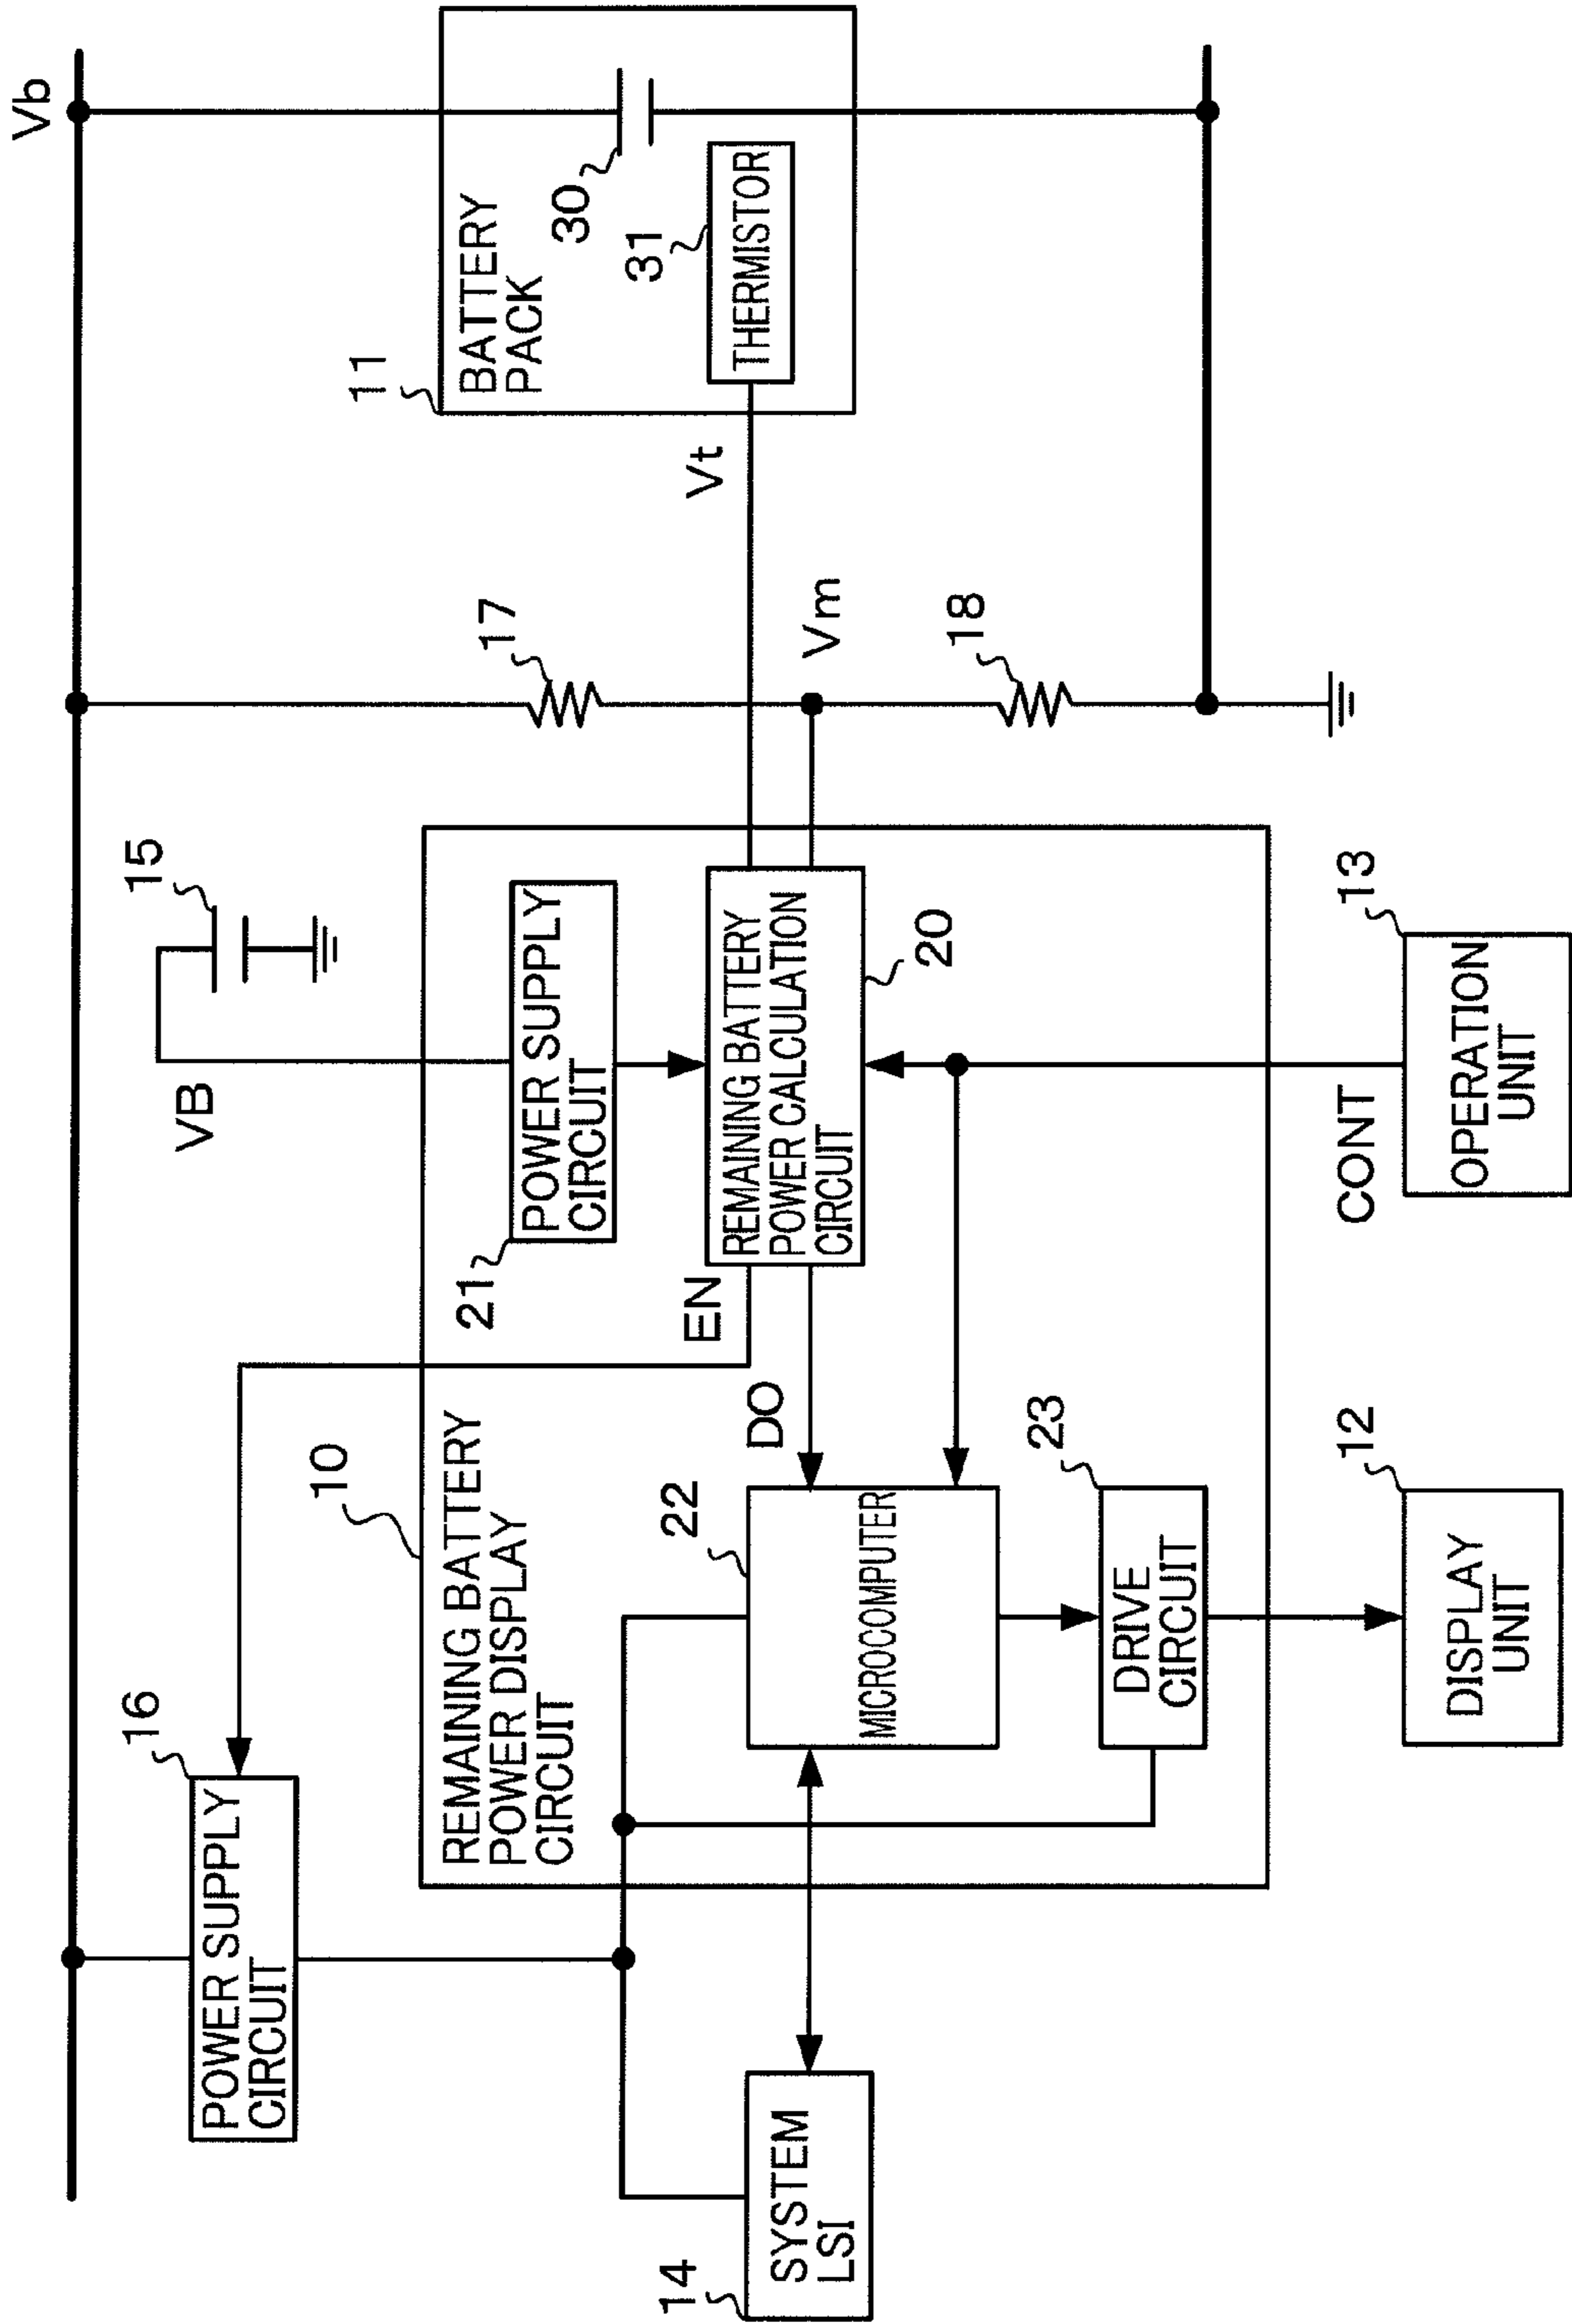 Vb
16
POWER SUPPLY
CIRCUIT
VB
15
17
11
BATTERY
PACK
30
31
THERMISTOR
Vt
10
REMAINING BATTERY
POWER DISPLAY
CIRCUIT
21
POWER SUPPLY
CIRCUIT
EN
DO
REMAINING BATTERY
POWER CALCULATION
CIRCUIT
20
Vm
18
14
SYSTEM
LSI
22
MICROCOMPUTER
23
DRIVE
CIRCUIT
CONT
12
DISPLAY
UNIT
13
OPERATION
UNIT